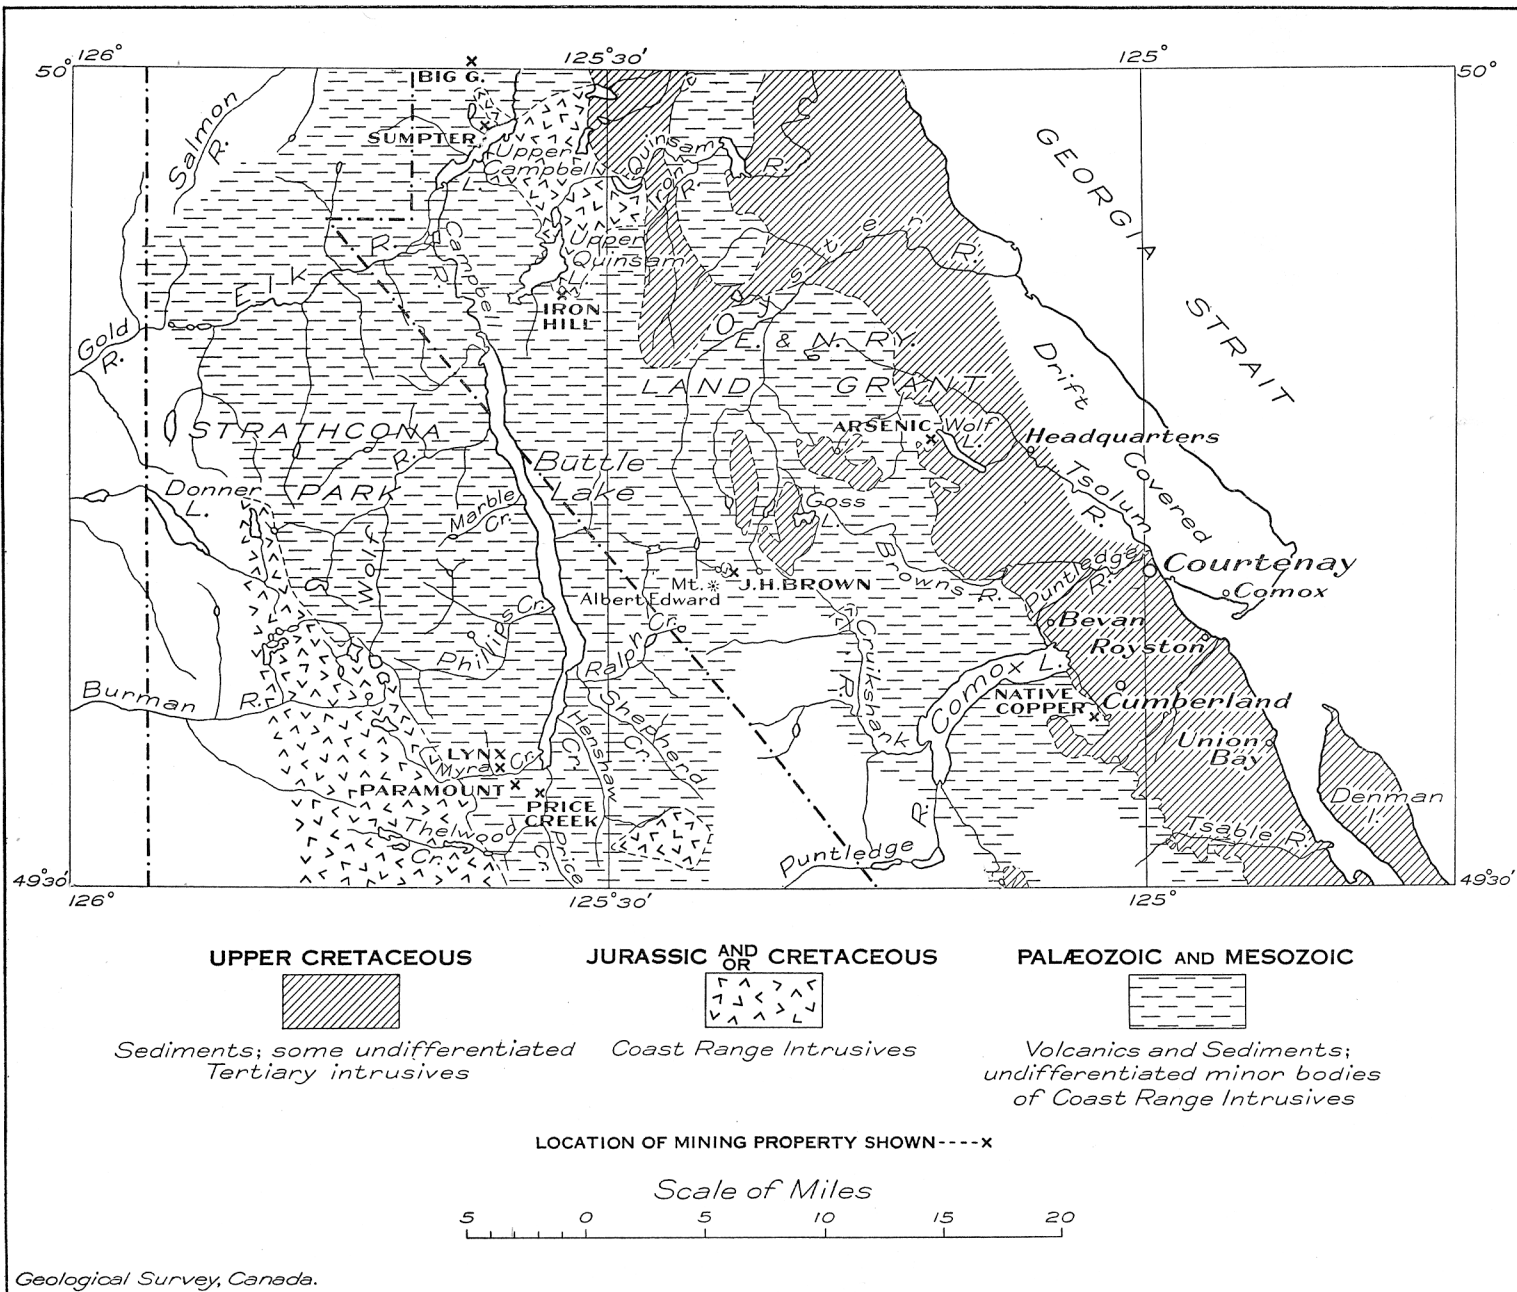 126°
125°30'
125°
50°
50°
BIG G.
Salmon
R.
SUMPTER
Upper
Campbell
L.
Quinsam
R.
Iron
R.
GEORGIA
STRAIT
Campbell
R.
Upper
Quinsam
L.
Elk R.
Oyster R.
IRON
HILL
Gold
R.
E. & N. RY.
LAND GRANT
Drift
Covered
STRATHCONA
PARK
ARSENIC
Wolf
L.
Headquarters
Tsolum
R.
Buttle
Lake
Donner
L.
Wolf
R.
Marble
Cr.
Goss
L.
Browns R.
Puntledge
R.
Courtenay
Comox
Mt.
Albert Edward
J.H. BROWN
Phillips Cr.
Ralph Cr.
Cruikshank
R.
Bevan
Royston
Comox L.
Burman R.
NATIVE
COPPER
Cumberland
Shepherd
Cr.
Henshaw
Cr.
Union
Bay
LYNX
Myra Cr.
PARAMOUNT
PRICE
CREEK
Denman
I.
Thelwood
Cr.
Price
Cr.
Puntledge
R.
Tsable R.
49°30'
49°30'
126°
125°30'
125°
UPPER CRETACEOUS
JURASSIC AND OR CRETACEOUS
PALÆOZOIC AND MESOZOIC
Sediments; some undifferentiated
Tertiary intrusives
Coast Range Intrusives
Volcanics and Sediments;
undifferentiated minor bodies
of Coast Range Intrusives
LOCATION OF MINING PROPERTY SHOWN----x
Scale of Miles
5 0 5 10 15 20
Geological Survey, Canada.